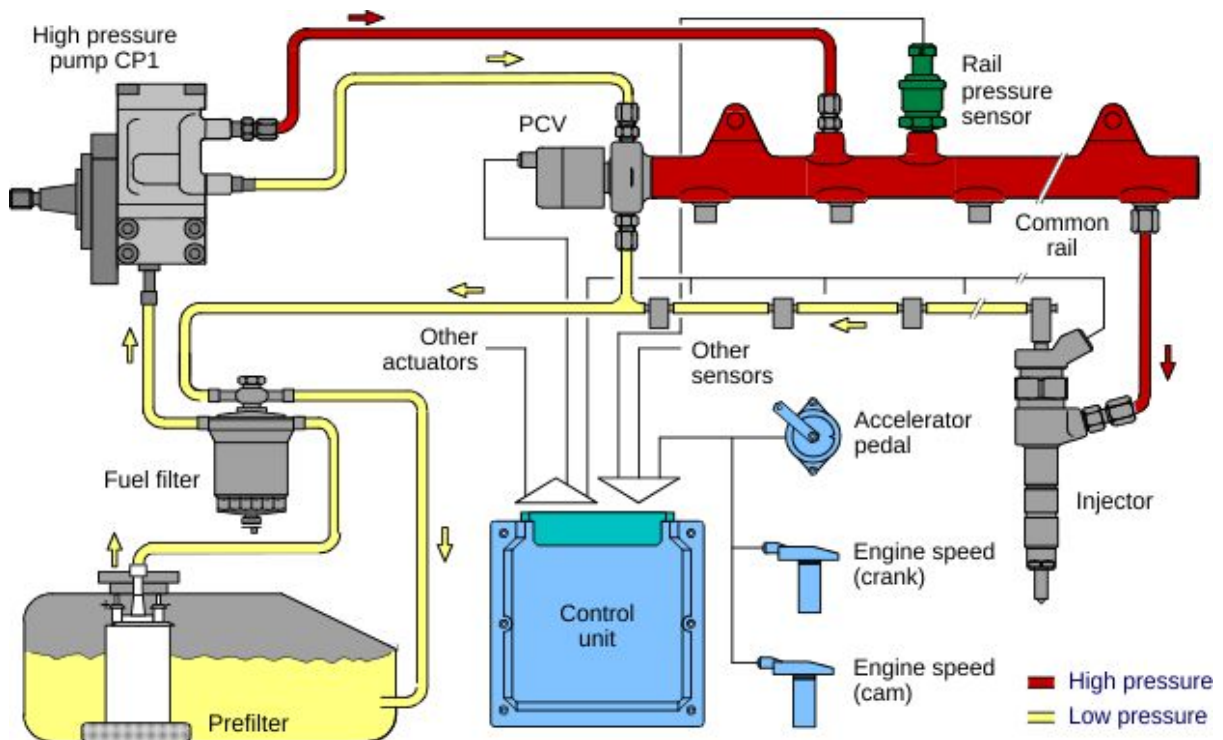 High pressure
pump CP1
PCV
Rail
pressure
sensor
Common
rail
Other
actuators
Other
sensors
Accelerator
pedal
Fuel filter
Injector
Engine speed
(crank)
Control
unit
Engine speed
(cam)
Prefilter
High pressure
Low pressure